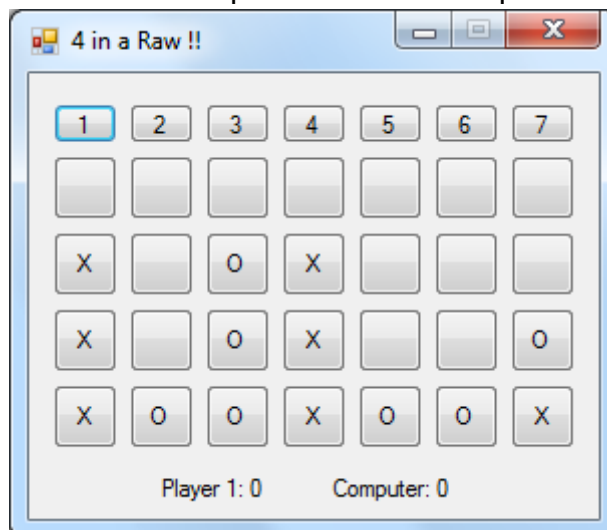 4 in a Raw !!
1 2 3 4 5 6 7
X O X
X O X O
X O O X O O X
Player 1: 0 Computer: 0